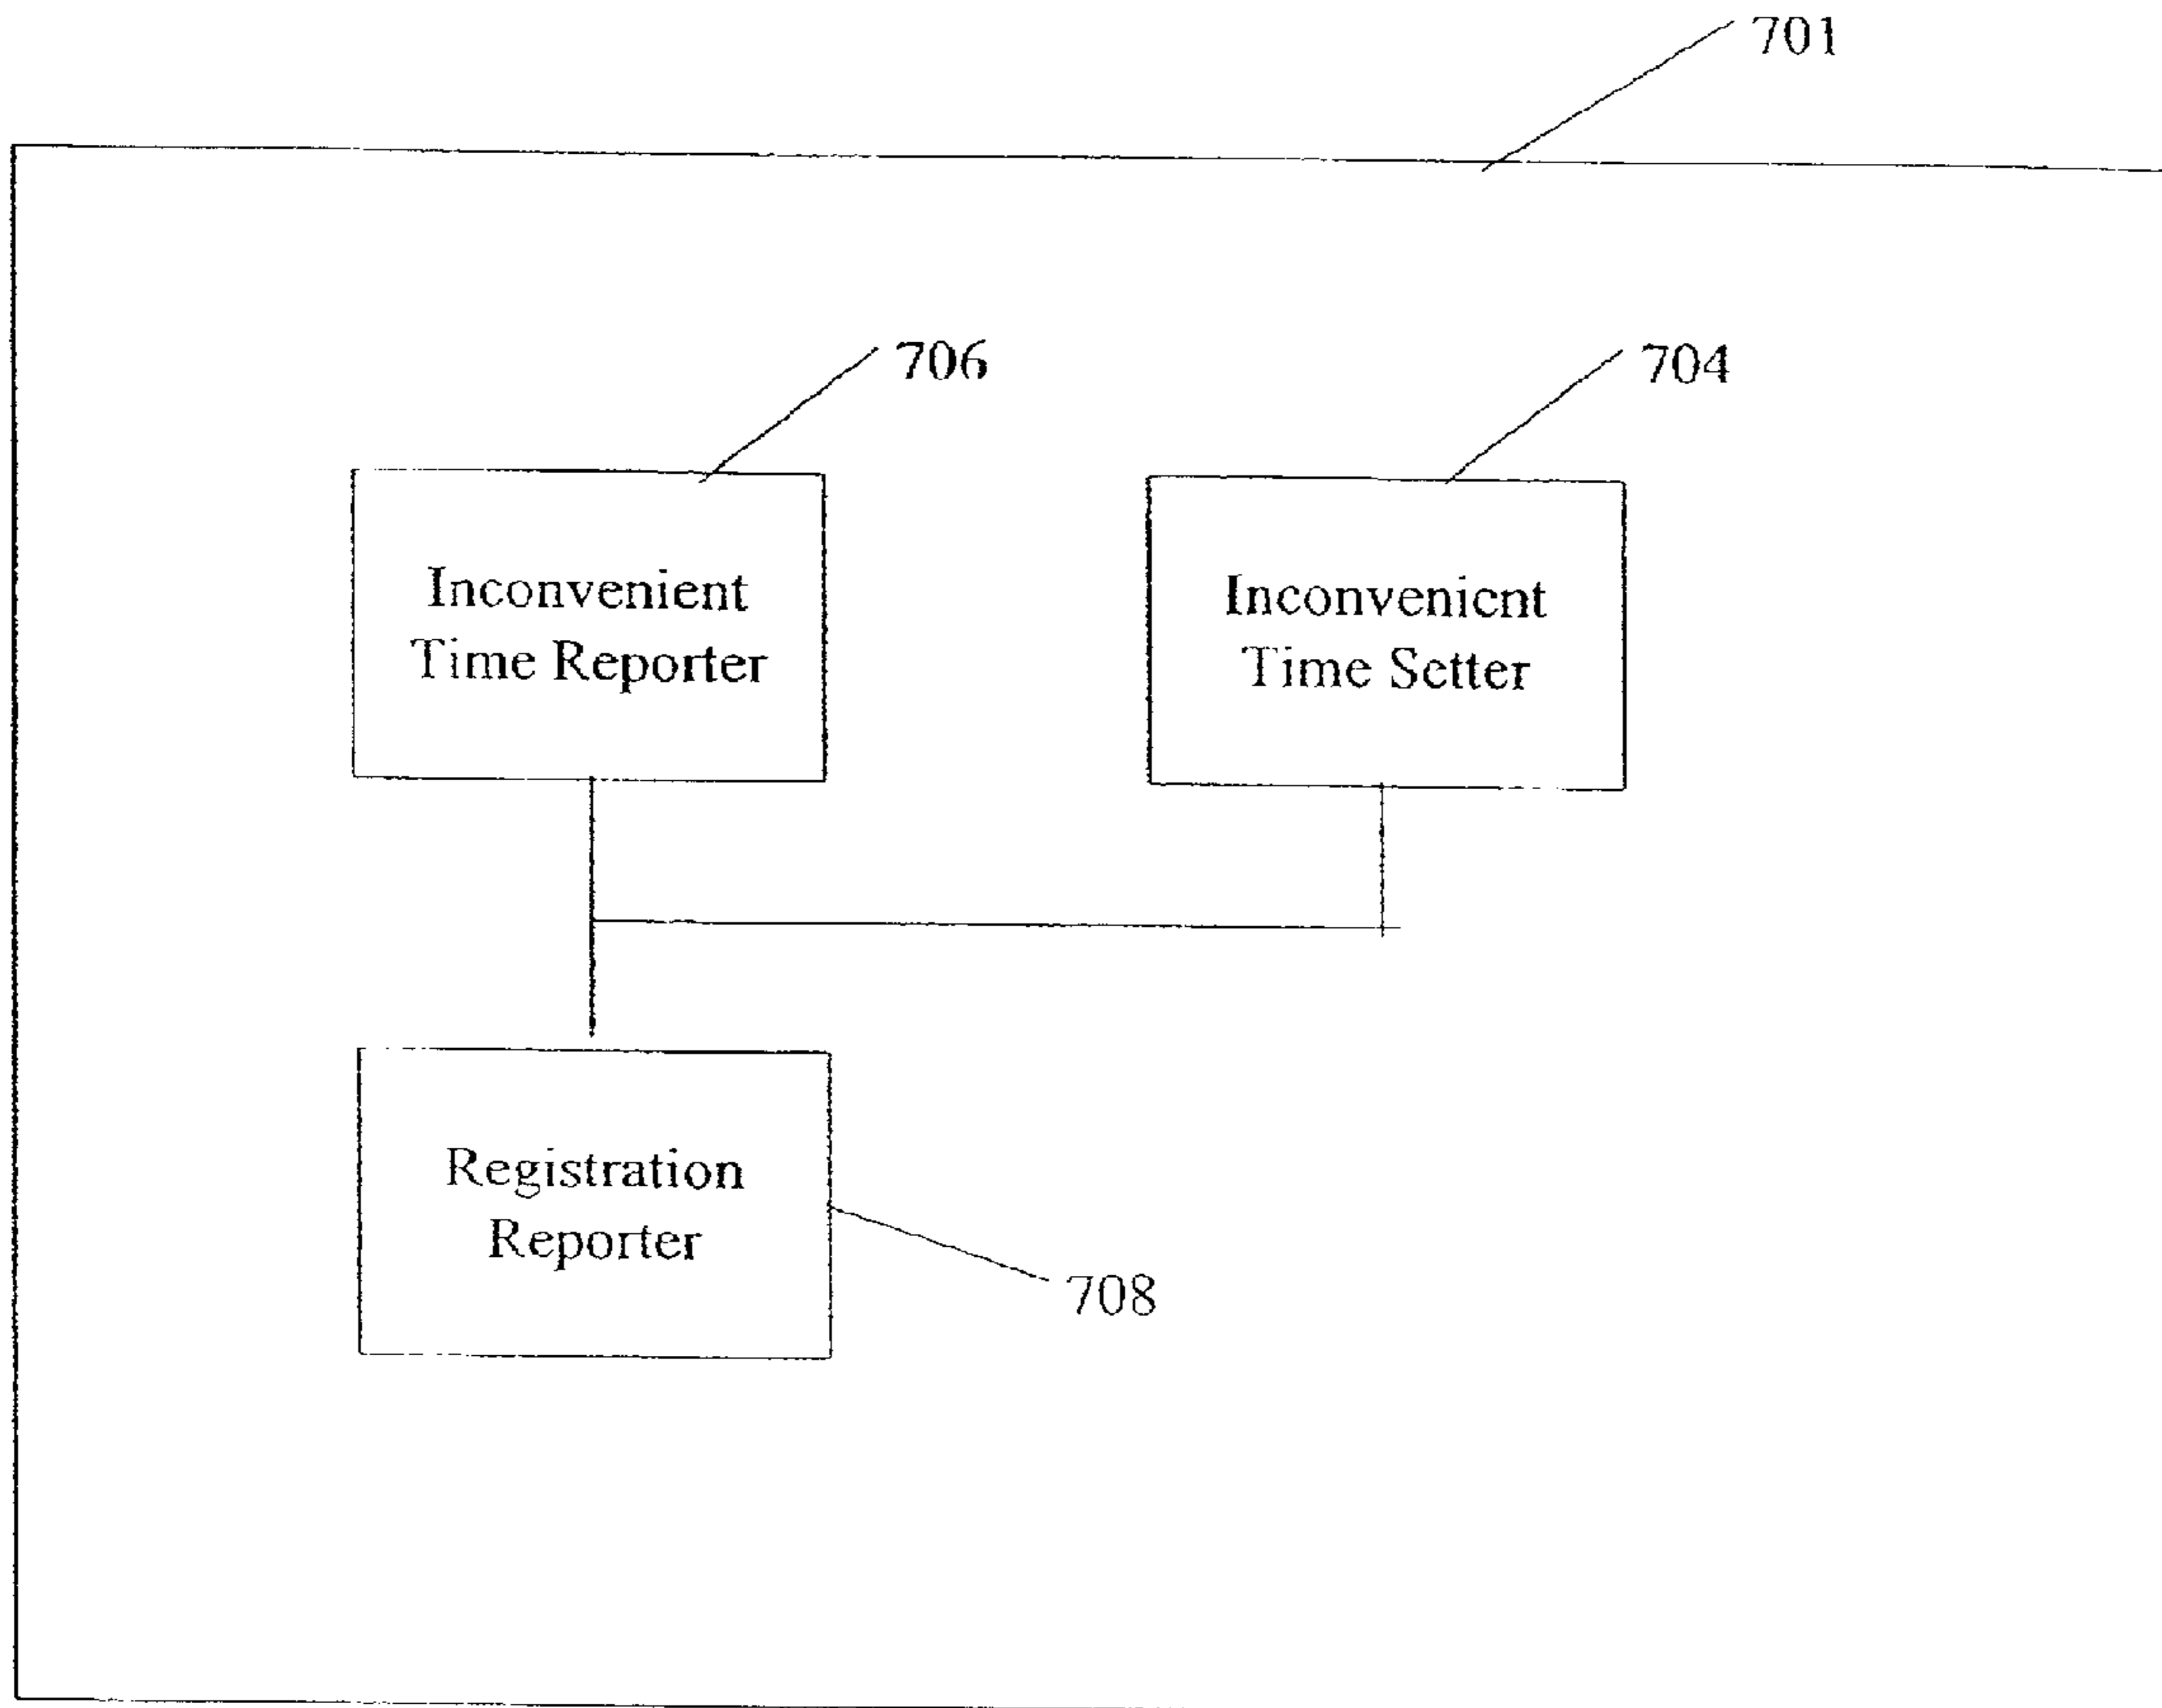 701
706
704
Inconvenient
Time Reporter
Inconvenient
Time Setter
Registration
Reporter
708